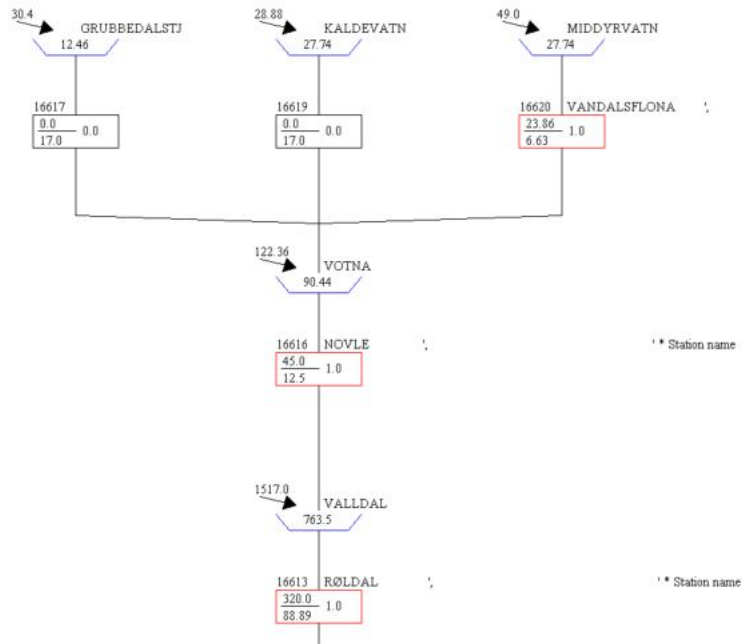 30.4 28.88 49.0
GRUBBEDALSTJ KALDEVATN MIDDYRVATN
12.46 27.74 27.74
16617 16619 16620 VANDALSFLONA ',
0.0 0.0 23.86
0.0 0.0 1.0
17.0 17.0 6.63
122.36
VOTNA
90.44
16616 NOVLE ', ' * Station name
45.0
1.0
12.5
1517.0
VALLDAL
763.5
16613 RØLDAL ', ' * Station name
320.0
1.0
88.89